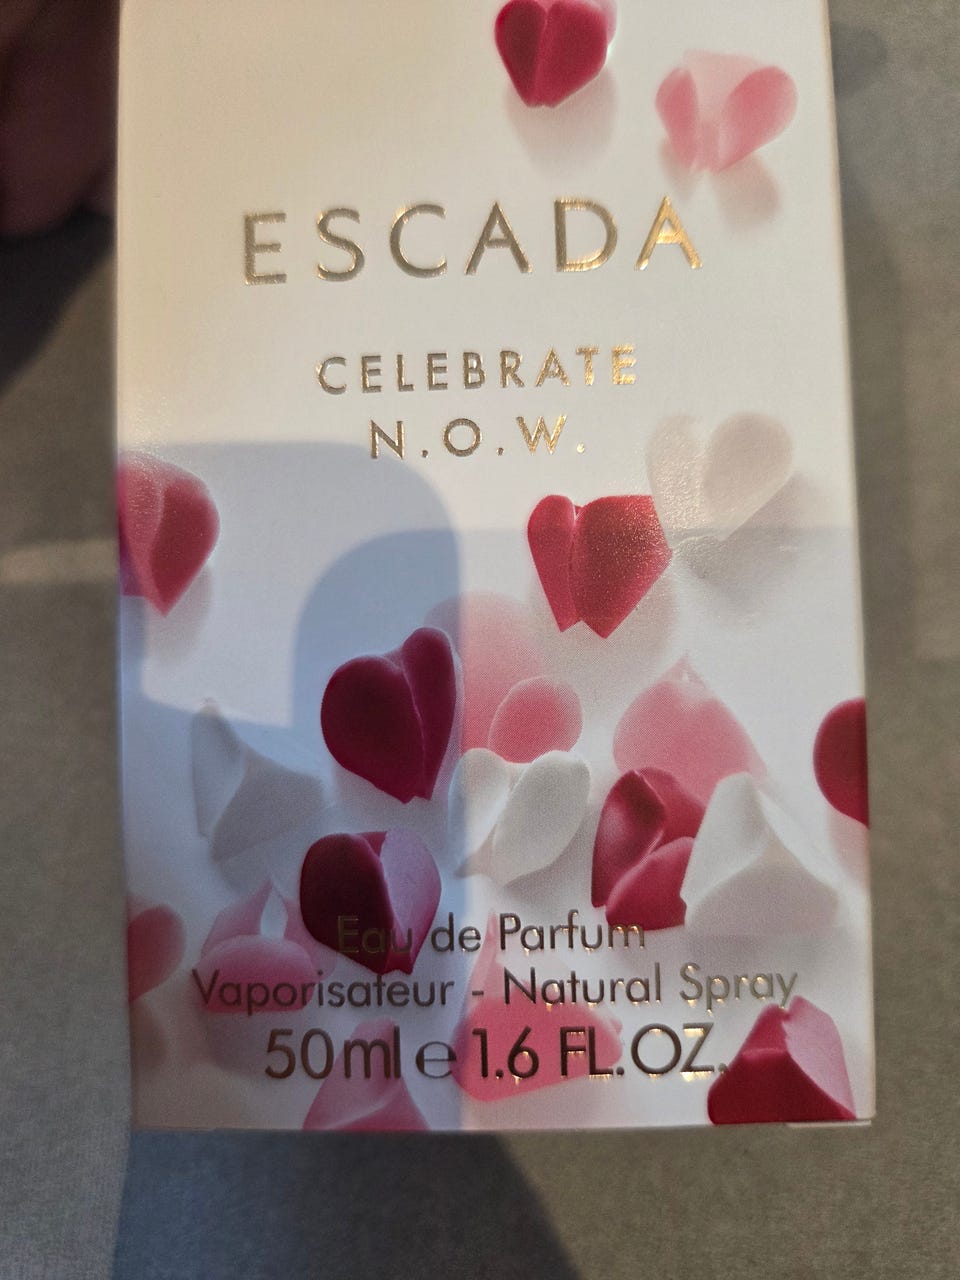 ESCADA
CELEBRATE
N.O.W.
Eau de Parfum
Vaporisateur - Natural Spray
50ml e 1.6 FL.OZ.